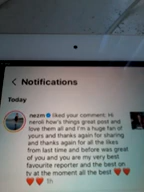 Notifications
Today
nezm liked your comment: Hi
neroli how's things great post and
love them all and I'm a huge fan of
yours and thanks again for sharing
and thanks again for all the likes
from last time and before was great
of you and you are my very best
favourite reporter and the best on
tv at the moment all the best ❤️❤️
❤️❤️ 1h